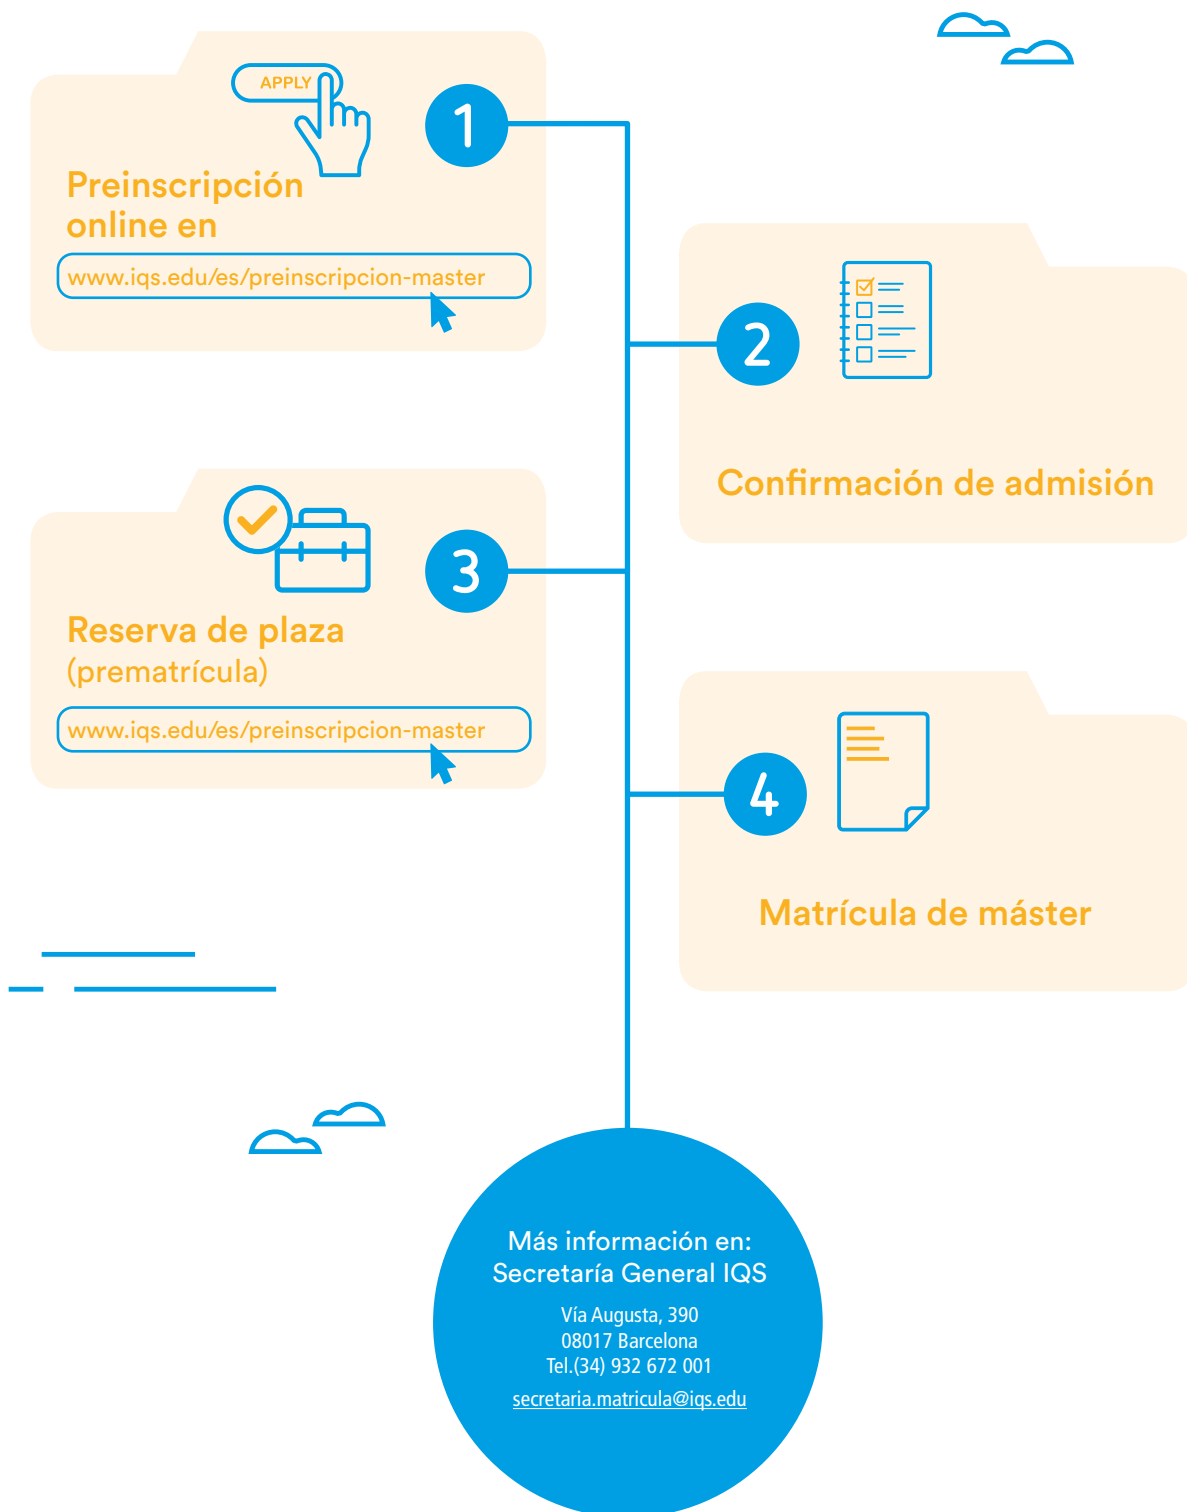 APPLY
1
Preinscripción
online en
www.iqs.edu/es/preinscripcion-master
2
Confirmación de admisión
3
Reserva de plaza
(prematrícula)
www.iqs.edu/es/preinscripcion-master
4
Matrícula de máster
Más información en:
Secretaría General IQS
Vía Augusta, 390
08017 Barcelona
Tel.(34) 932 672 001
secretaria.matricula@iqs.edu